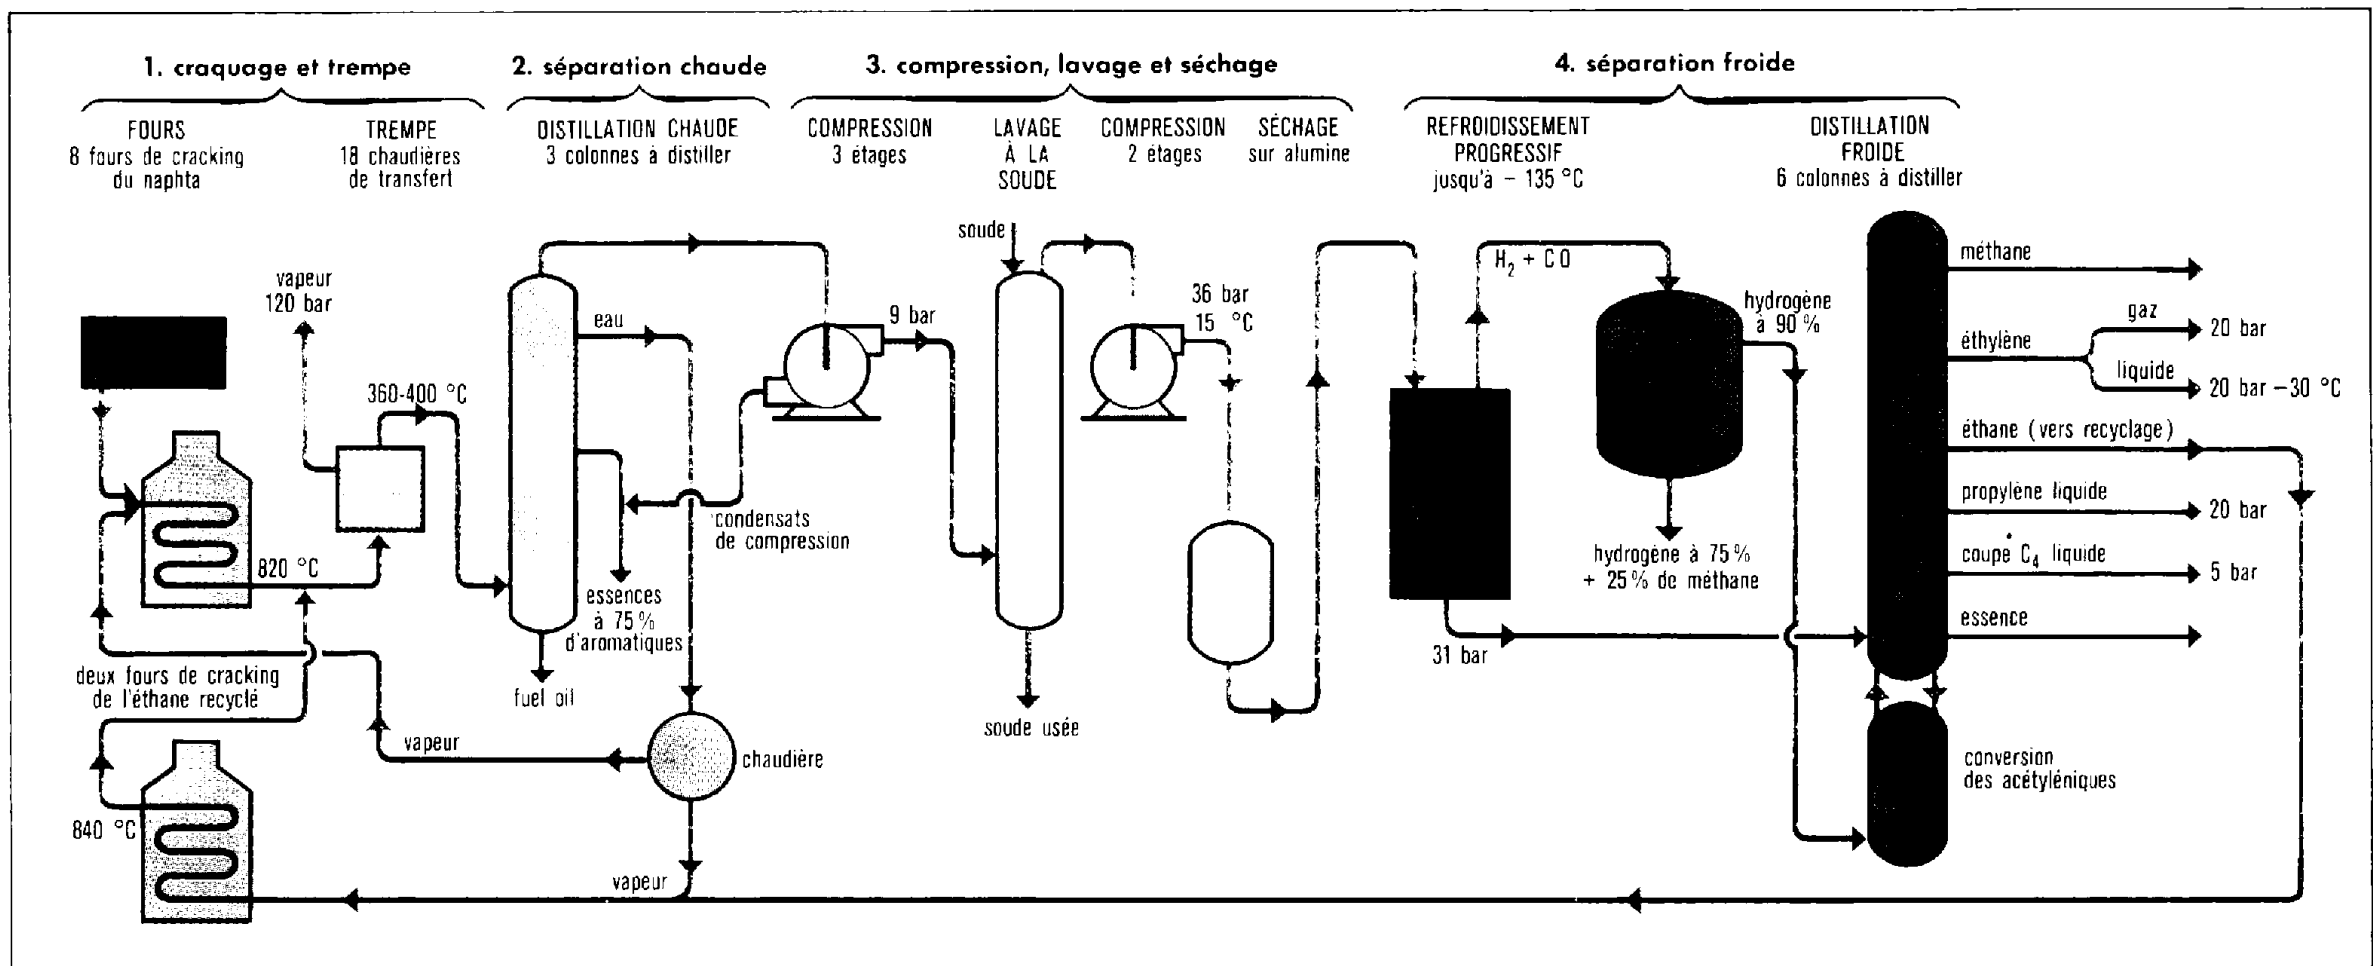 1. craquage et trempe
2. séparation chaude
3. compression, lavage et séchage
4. séparation froide
FOURS
8 fours de cracking
du naphta
TREMPE
18 chaudières
de transfert
DISTILLATION CHAUDE
3 colonnes à distiller
COMPRESSION
3 étages
LAVAGE
À LA
SOUDE
COMPRESSION
2 étages
SÉCHAGE
sur alumine
REFROIDISSEMENT
PROGRESSIF
jusqu'à - 135 °C
DISTILLATION
FROIDE
6 colonnes à distiller
vapeur
120 bar
360-400 °C
820 °C
deux fours de cracking
de l'éthane recyclé
840 °C
eau
essences
à 75 %
d'aromatiques
fuel oil
condensats
de compression
vapeur
chaudière
vapeur
9 bar
soude
soude usée
36 bar
15 °C
H₂ + CO
31 bar
hydrogène
à 90 %
hydrogène à 75 %
+ 25 % de méthane
méthane
éthylène
gaz
20 bar
liquide
20 bar -30 °C
éthane (vers recyclage)
propylène liquide
20 bar
coupe C₄ liquide
5 bar
essence
conversion
des acétyléniques